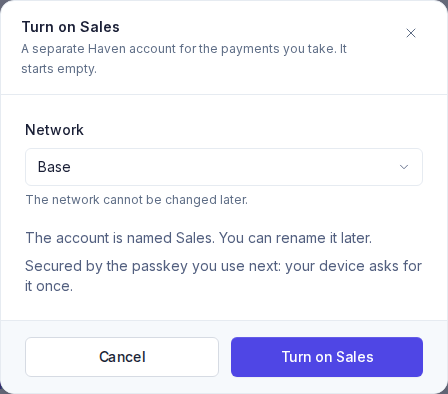 Turn on Sales
A separate Haven account for the payments you take. It
starts empty.
Network
Base
The network cannot be changed later.
The account is named Sales. You can rename it later.
Secured by the passkey you use next: your device asks for
it once.
Cancel
Turn on Sales